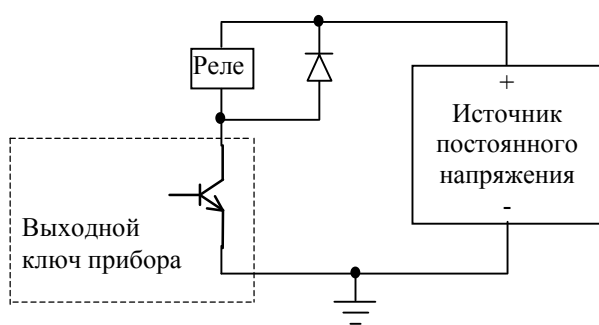 Реле
+
Источник
постоянного
напряжения
-
Выходной
ключ прибора